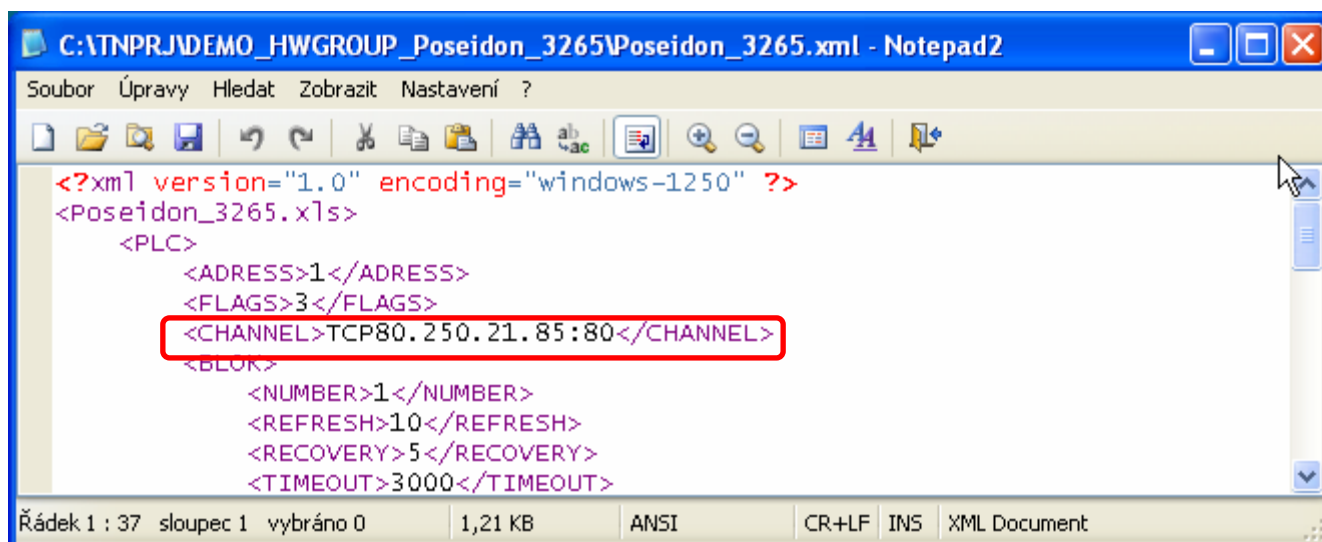 C:\TNPRJ\DEMO_HWGROUP_Poseidon_3265\Poseidon_3265.xml - Notepad2
Soubor Úpravy Hledat Zobrazit Nastavení ?
<?xml version="1.0" encoding="windows-1250" ?>
<Poseidon_3265.xls>
<PLC>
<ADRESS>1</ADRESS>
<FLAGS>3</FLAGS>
<CHANNEL>TCP80.250.21.85:80</CHANNEL>
<BLOK>
<NUMBER>1</NUMBER>
<REFRESH>10</REFRESH>
<RECOVERY>5</RECOVERY>
<TIMEOUT>3000</TIMEOUT>
Řádek 1 : 37 sloupec 1 vybráno 0 1,21 KB ANSI CR+LF INS XML Document